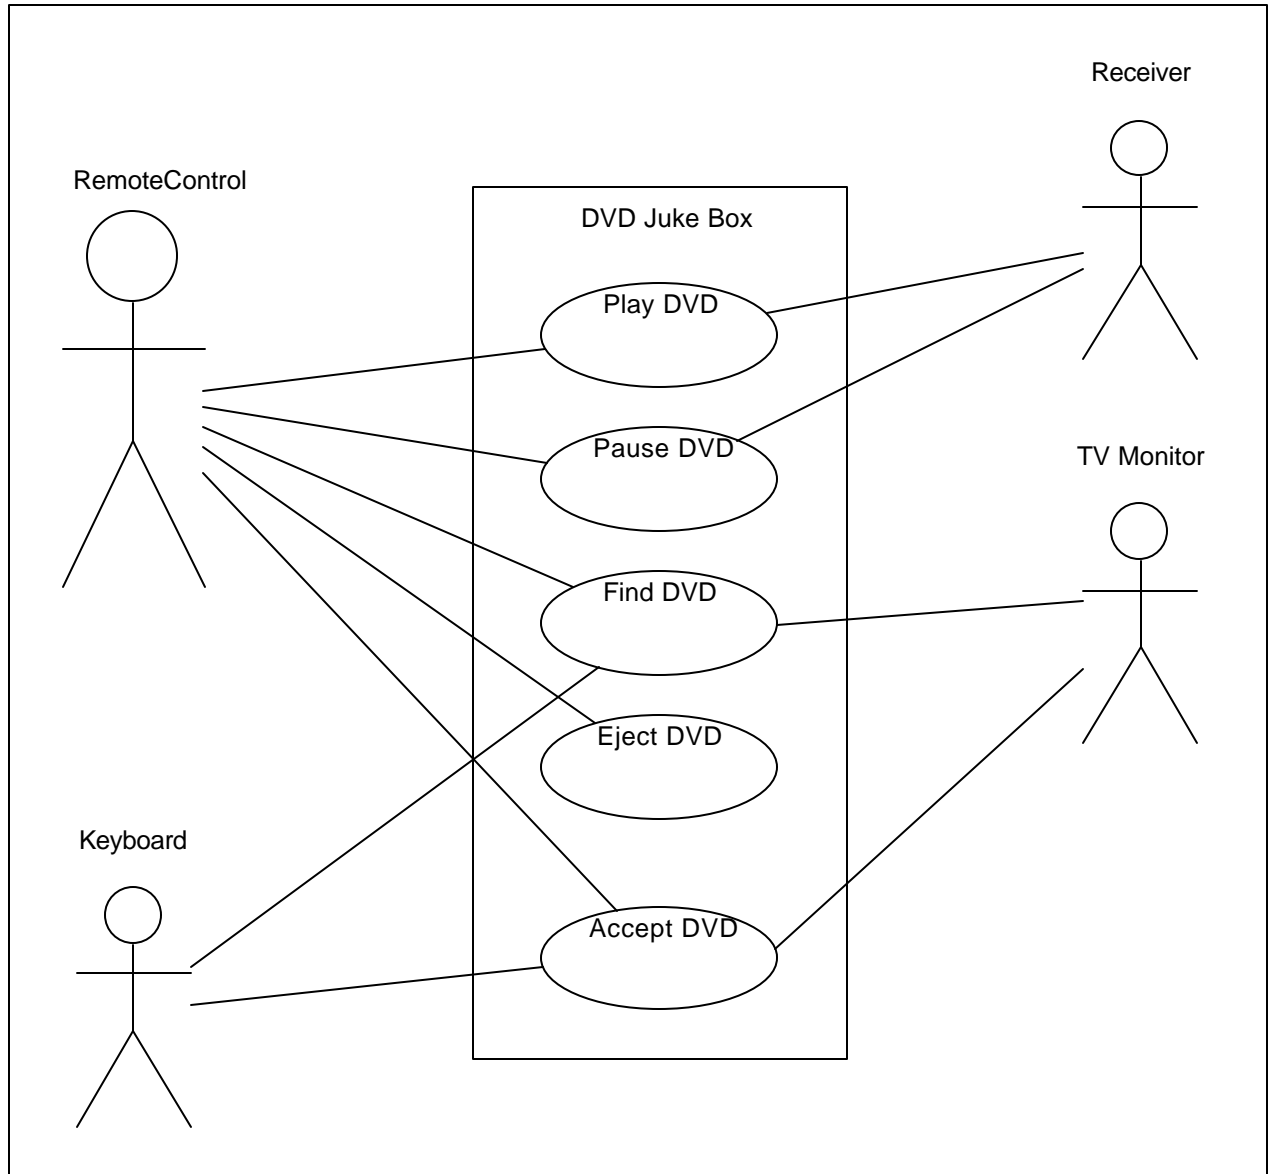 Receiver
RemoteControl
DVD Juke Box
Play DVD
Pause DVD
TV Monitor
Find DVD
Eject DVD
Keyboard
Accept DVD